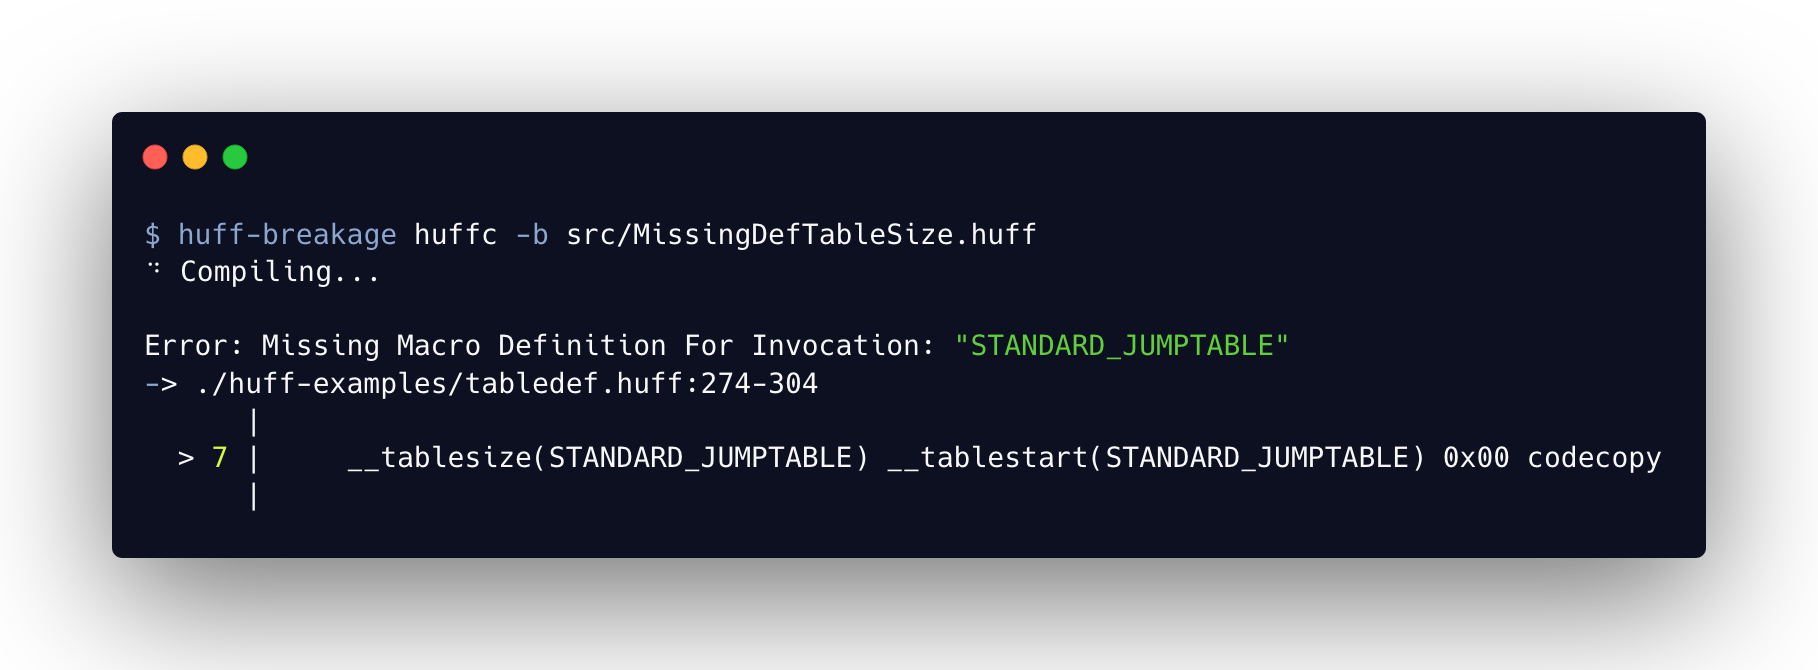 $ huff-breakage huffc -b src/MissingDefTableSize.huff
⠙ Compiling...
Error: Missing Macro Definition For Invocation: "STANDARD_JUMPTABLE"
-> ./huff-examples/tabledef.huff:274-304
|
> 7 | __tablesize(STANDARD_JUMPTABLE) __tablestart(STANDARD_JUMPTABLE) 0x00 codecopy
|